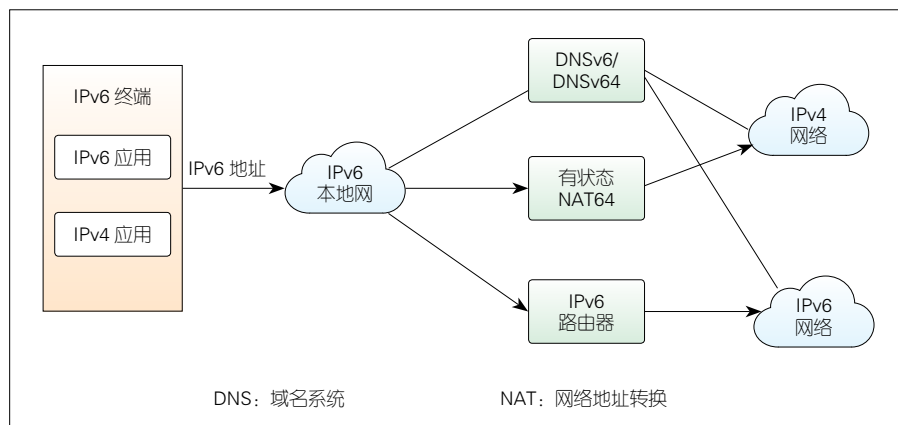 IPv6 终端
IPv6 应用
IPv4 应用
IPv6 地址
IPv6
本地网
DNSv6/
DNSv64
有状态
NAT64
IPv6
路由器
IPv4
网络
IPv6
网络
DNS：域名系统
NAT：网络地址转换